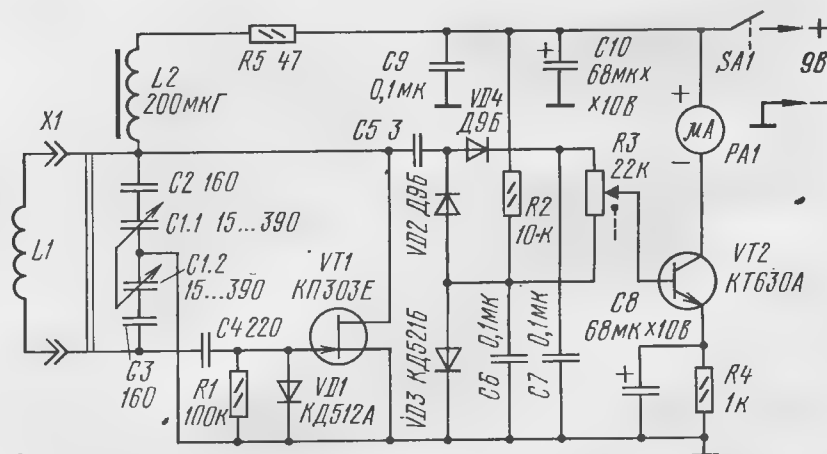 R5 47
C9
0,1мк
C10
68мк×
×10В
SA1
+
9В
−
L2
200мкГ
X1
VD4
Д9Б
C5 3
R3
22к
+
μA
−
PA1
C2 160
C1.1 15...390
L1
C1.2
15...390
C3
160
VT1
КП303Е
VD2 Д9Б
R2
10к
VT2
КТ630А
C4 220
R1
100к
VD1
КД512А
VD3 КД521Б
C6 0,1мк
C7 0,1мк
C8
68мк×10В
+
R4
1к
+